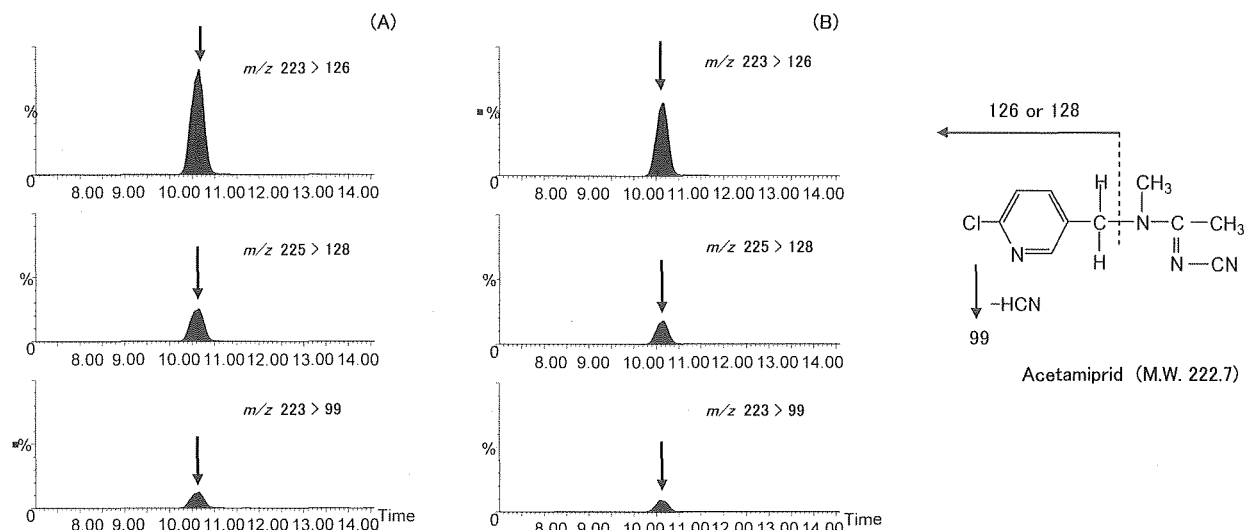 (A)
m/z 223 > 126
%
0
8.00 9.00 10.00 11.00 12.00 13.00 14.00
m/z 225 > 128
%
0
8.00 9.00 10.00 11.00 12.00 13.00 14.00
m/z 223 > 99
%
0
8.00 9.00 10.00 11.00 12.00 13.00 14.00 Time
(B)
m/z 223 > 126
%
0
8.00 9.00 10.00 11.00 12.00 13.00 14.00
m/z 225 > 128
%
0
8.00 9.00 10.00 11.00 12.00 13.00 14.00
m/z 223 > 99
%
0
8.00 9.00 10.00 11.00 12.00 13.00 14.00 Time
126 or 128
H CH3
Cl C N C CH3
N H N CN
-HCN
99
Acetamiprid (M.W. 222.7)